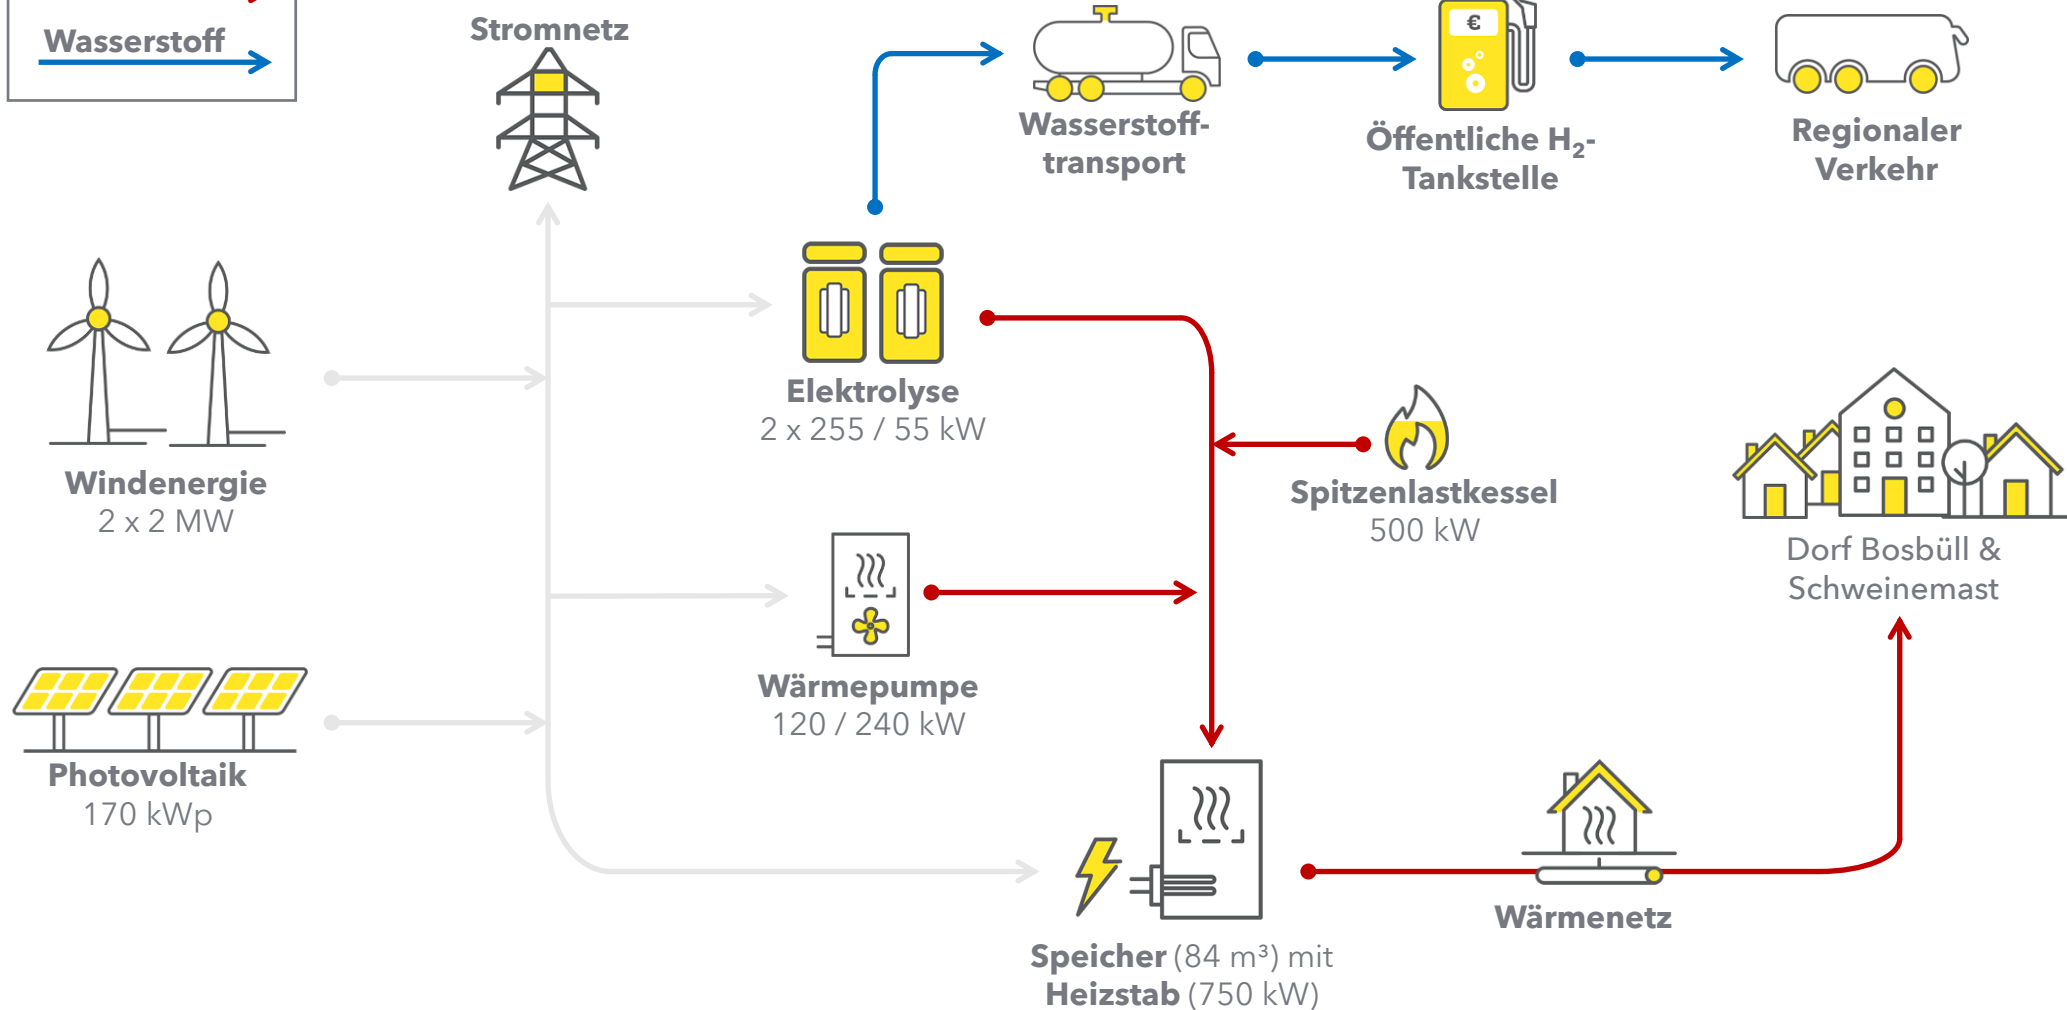 Wasserstoff
Stromnetz
€
Wasserstoff-
transport
Öffentliche H₂-
Tankstelle
Regionaler
Verkehr
Windenergie
2 x 2 MW
Elektrolyse
2 x 255 / 55 kW
Spitzenlastkessel
500 kW
Dorf Bosbüll &
Schweinemast
Wärmepumpe
120 / 240 kW
Photovoltaik
170 kWp
Wärmenetz
Speicher (84 m³) mit
Heizstab (750 kW)